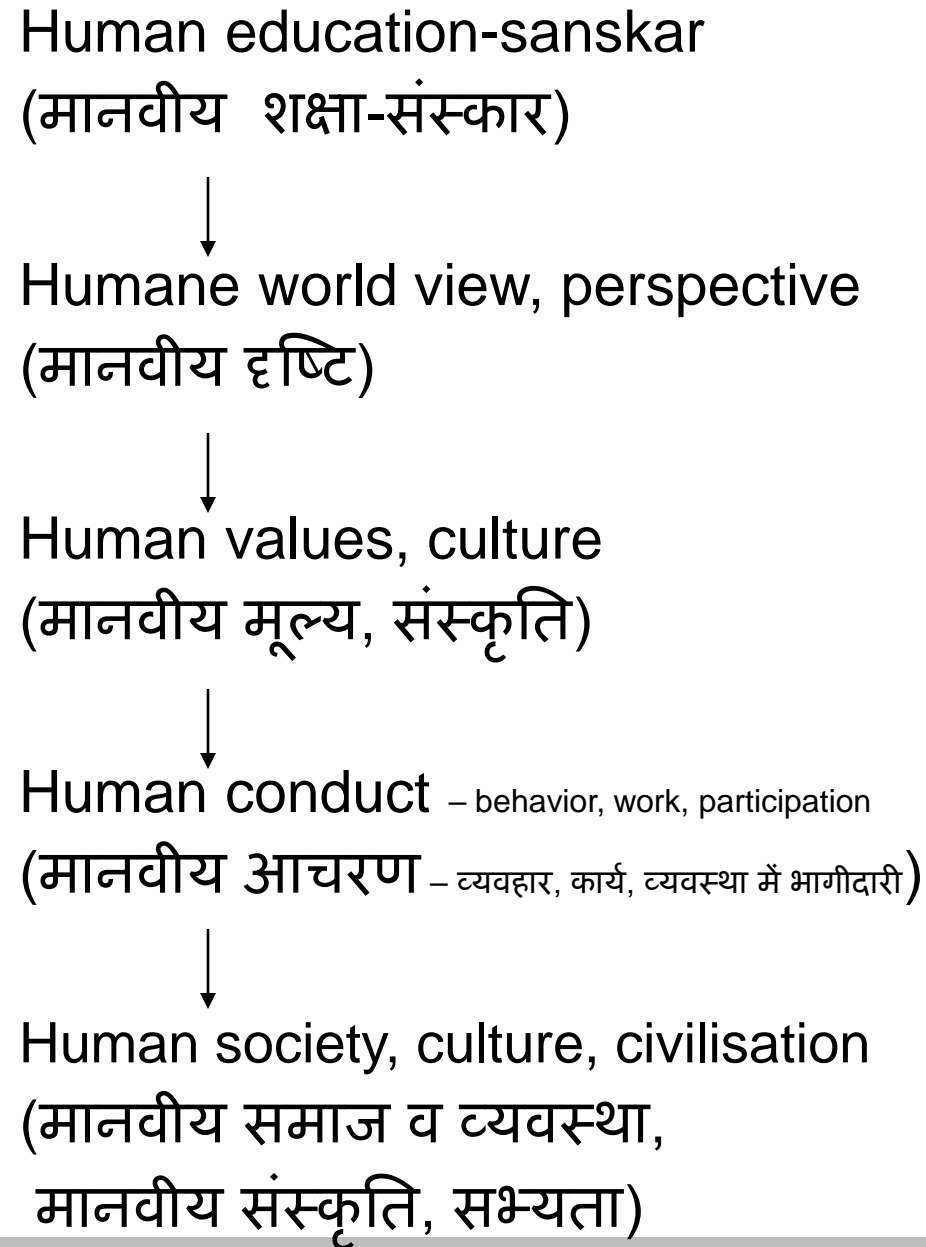 Human education-sanskar
(मानवीय शक्षा-संस्कार)
Humane world view, perspective
(मानवीय दृष्टि)
Human values, culture
(मानवीय मूल्य, संस्कृति)
Human conduct – behavior, work, participation
(मानवीय आचरण – व्यवहार, कार्य, व्यवस्था में भागीदारी)
Human society, culture, civilisation
(मानवीय समाज व व्यवस्था,
मानवीय संस्कृति, सभ्यता)